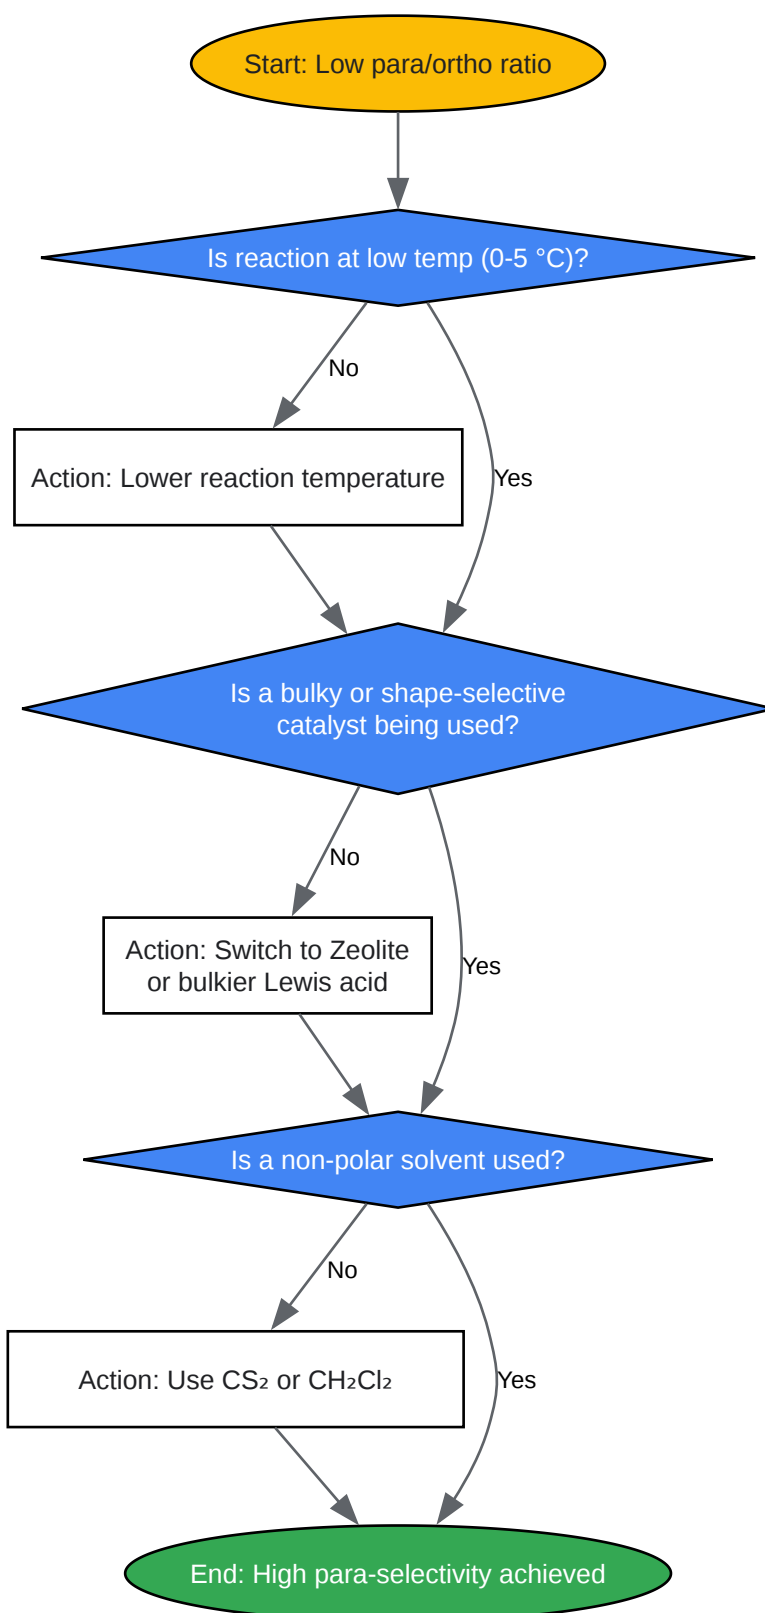 Start: Low para/ortho ratio
Is reaction at low temp (0-5 °C)?
No
Action: Lower reaction temperature
Yes
Is a bulky or shape-selective
catalyst being used?
No
Action: Switch to Zeolite
or bulkier Lewis acid
Yes
Is a non-polar solvent used?
No
Action: Use CS₂ or CH₂Cl₂
Yes
End: High para-selectivity achieved